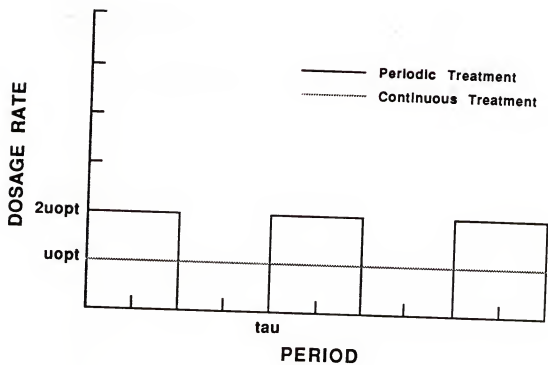 DOSAGE RATE
Periodic Treatment
Continuous Treatment
2uopt
uopt
tau
PERIOD